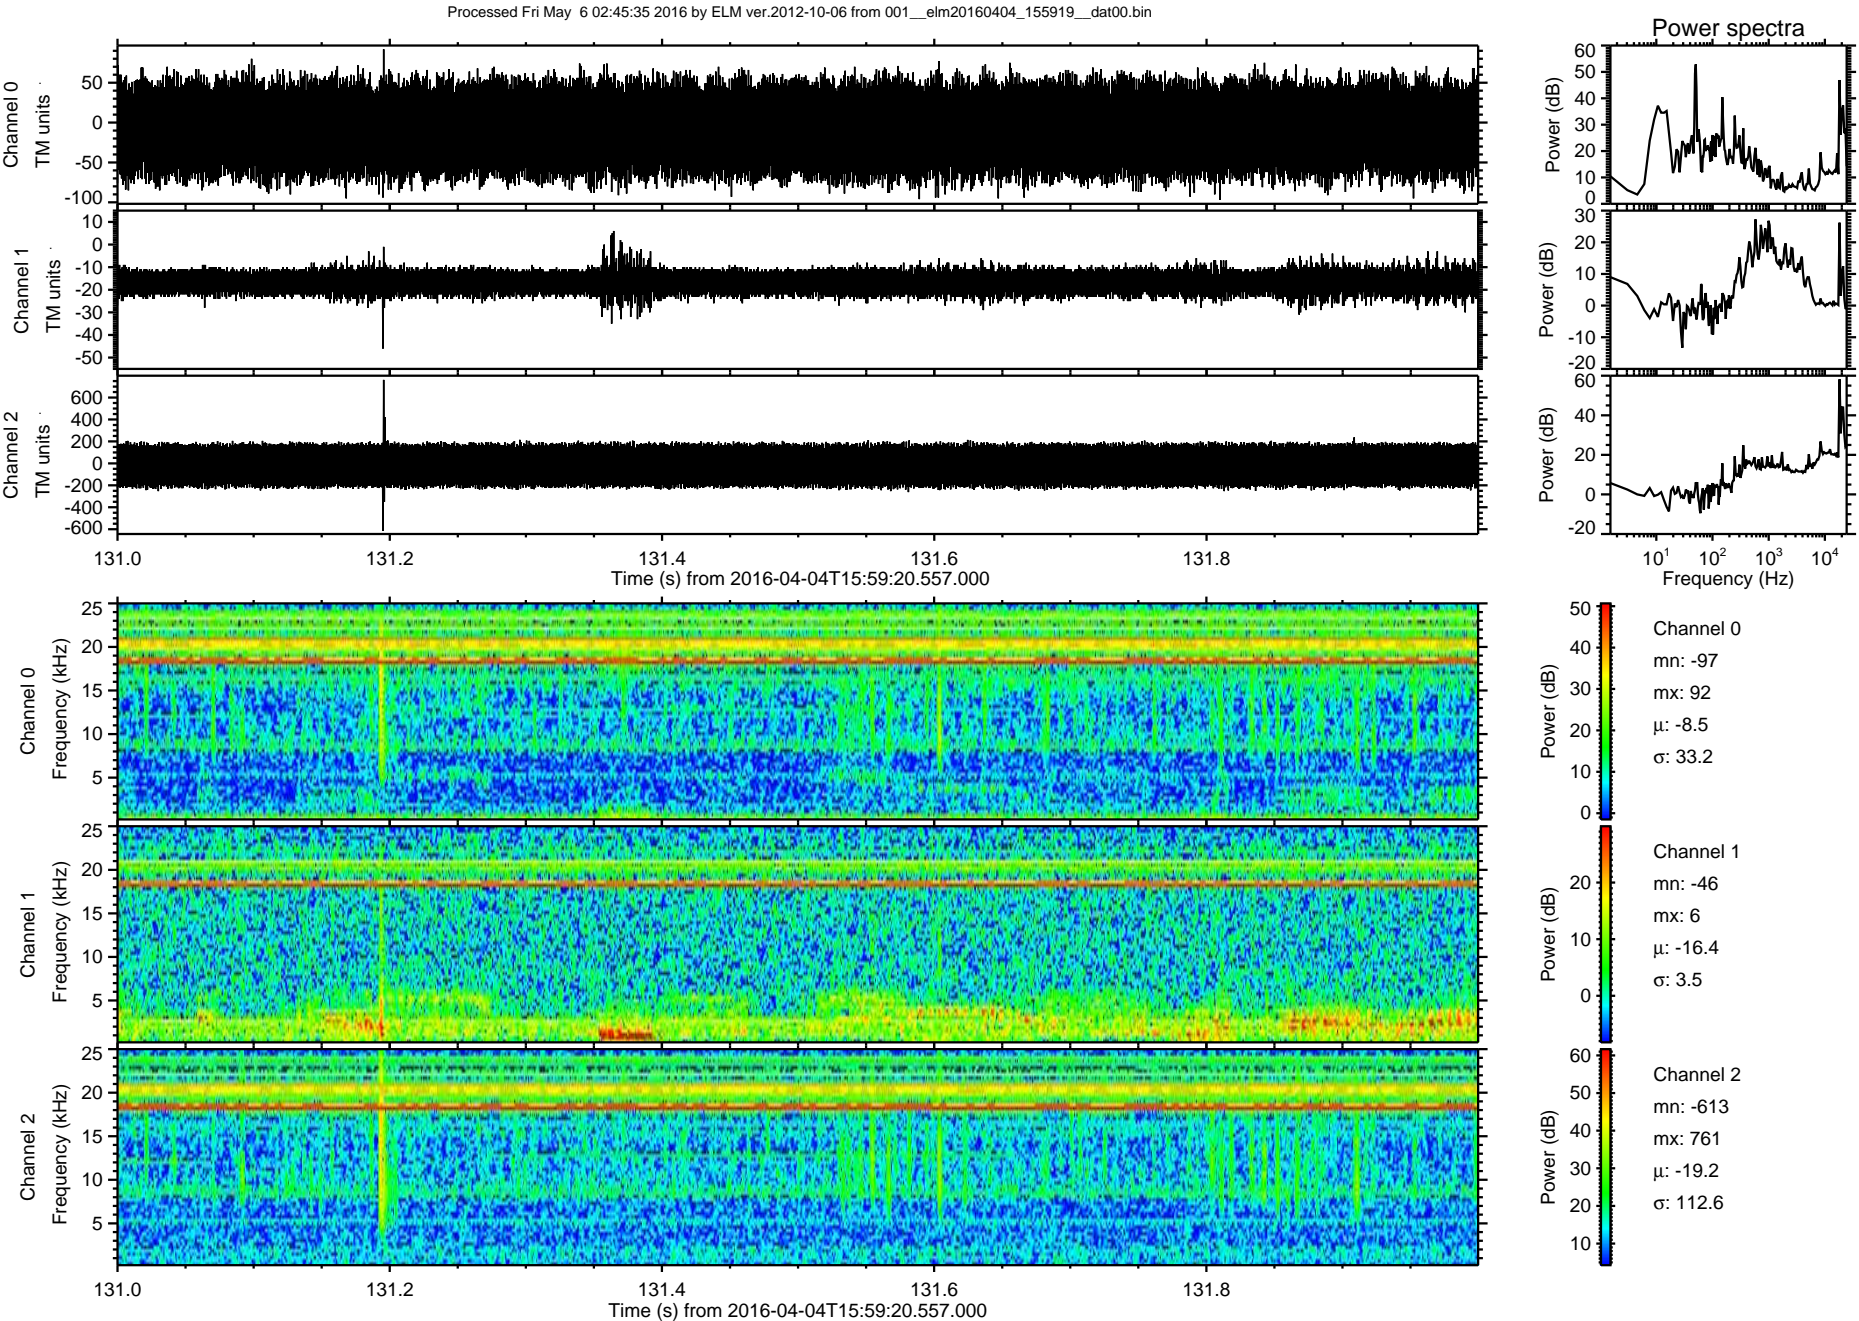 Processed Fri May  6 02:45:35 2016 by ELM ver.2012-10-06 from 001__elm20160404_155919__dat00.bin
Power spectra
Channel 0
TM units
50
0
-50
-100
Power (dB)
60
50
40
30
20
10
0
Channel 1
TM units
10
0
-10
-20
-30
-40
-50
Power (dB)
30
20
10
0
-10
-20
Channel 2
TM units
600
400
200
0
-200
-400
-600
Power (dB)
60
40
20
0
-20
131.0 131.2 131.4 131.6 131.8
Time (s) from 2016-04-04T15:59:20.557.000
10¹ 10² 10³ 10⁴
Frequency (Hz)
Channel 0
Frequency (kHz)
25
20
15
10
5
Power (dB)
50
40
30
20
10
0
Channel 0
mn: -97
mx: 92
µ: -8.5
σ: 33.2
Channel 1
Frequency (kHz)
25
20
15
10
5
Power (dB)
20
10
0
Channel 1
mn: -46
mx: 6
µ: -16.4
σ: 3.5
Channel 2
Frequency (kHz)
25
20
15
10
5
Power (dB)
60
50
40
30
20
10
Channel 2
mn: -613
mx: 761
µ: -19.2
σ: 112.6
131.0 131.2 131.4 131.6 131.8
Time (s) from 2016-04-04T15:59:20.557.000